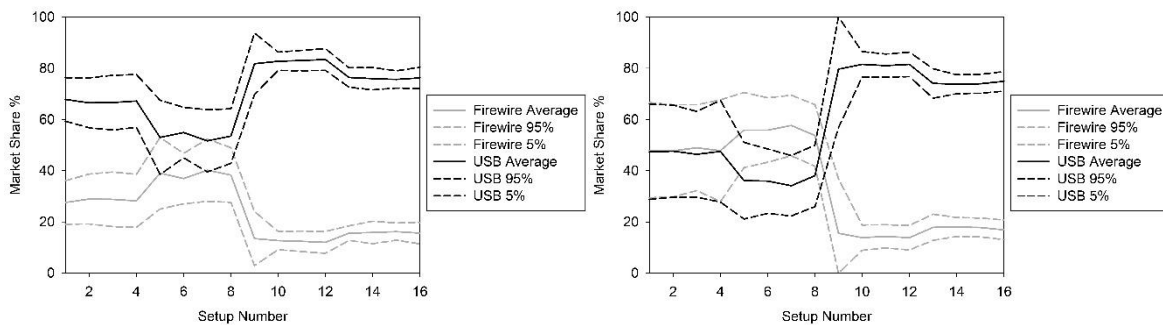 100
80
60
40
20
0
Market Share %
2 4 6 8 10 12 14 16
Setup Number
Firewire Average
Firewire 95%
Firewire 5%
USB Average
USB 95%
USB 5%
100
80
60
40
20
0
Market Share %
2 4 6 8 10 12 14 16
Setup Number
Firewire Average
Firewire 95%
Firewire 5%
USB Average
USB 95%
USB 5%